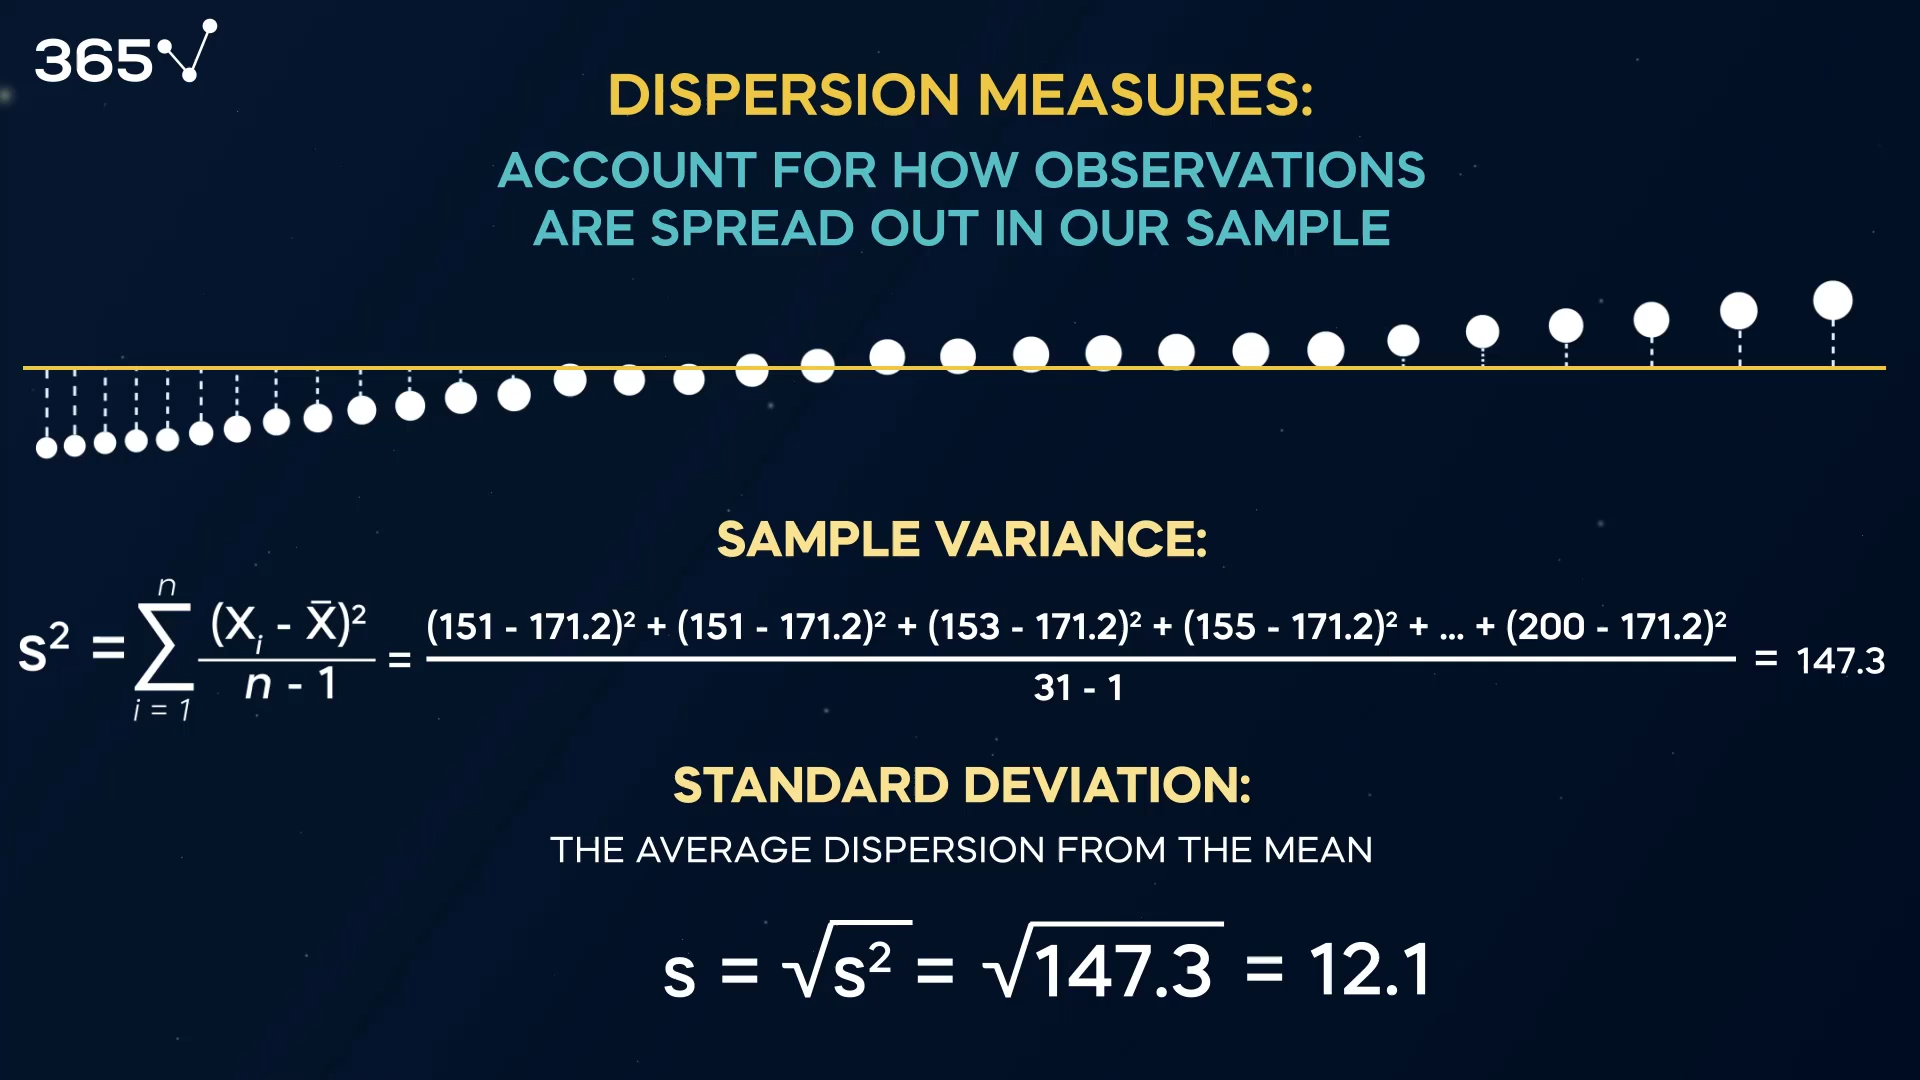 365
DISPERSION MEASURES:
ACCOUNT FOR HOW OBSERVATIONS
ARE SPREAD OUT IN OUR SAMPLE
SAMPLE VARIANCE:
s² = ∑ⁿᵢ₌₁ (Xᵢ - X̄)² / n - 1 = (151 - 171.2)² + (151 - 171.2)² + (153 - 171.2)² + (155 - 171.2)² + ... + (200 - 171.2)² / 31 - 1 = 147.3
STANDARD DEVIATION:
THE AVERAGE DISPERSION FROM THE MEAN
s = √s² = √147.3 = 12.1